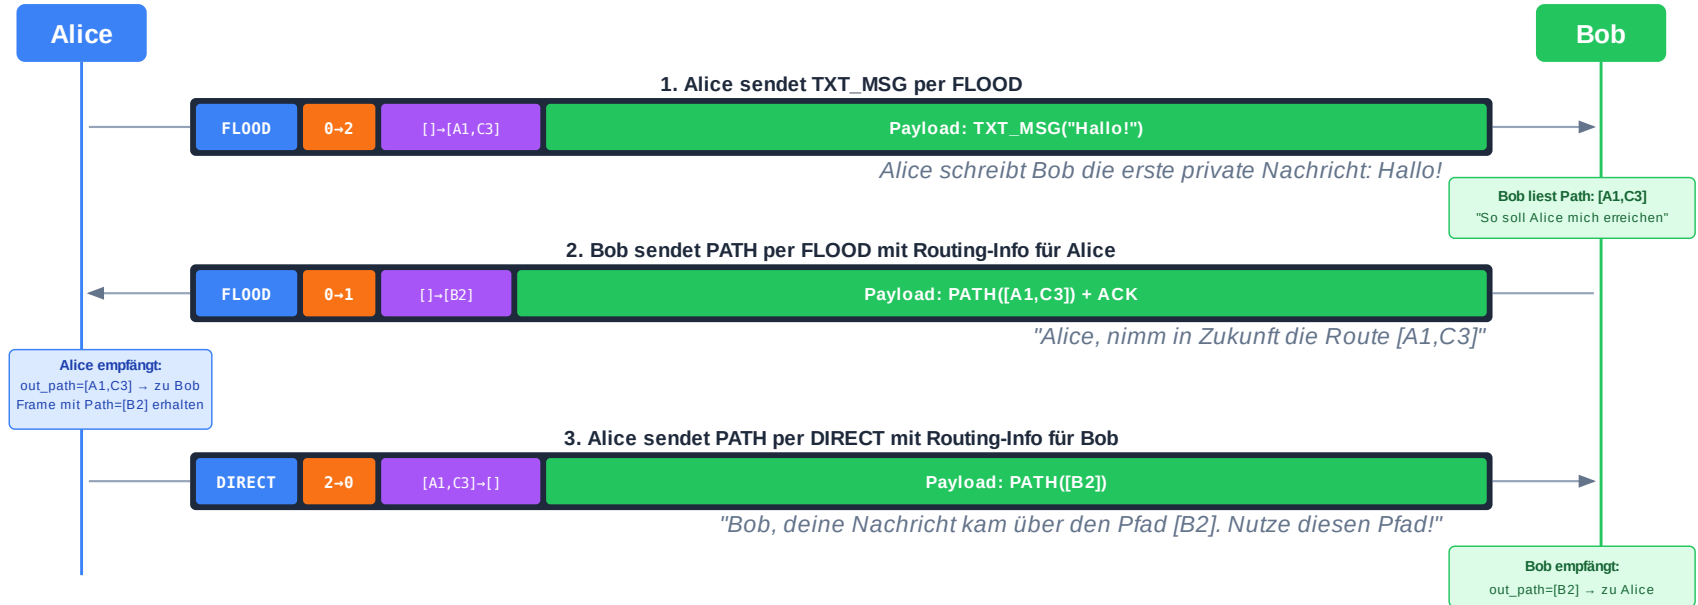 Alice
Bob
1. Alice sendet TXT_MSG per FLOOD
FLOOD 0→2 []→[A1,C3] Payload: TXT_MSG("Hallo!")
Alice schreibt Bob die erste private Nachricht: Hallo!
Bob liest Path: [A1,C3]
"So soll Alice mich erreichen"
2. Bob sendet PATH per FLOOD mit Routing-Info für Alice
FLOOD 0→1 []→[B2] Payload: PATH([A1,C3]) + ACK
"Alice, nimm in Zukunft die Route [A1,C3]"
Alice empfängt:
out_path=[A1,C3] → zu Bob
Frame mit Path=[B2] erhalten
3. Alice sendet PATH per DIRECT mit Routing-Info für Bob
DIRECT 2→0 [A1,C3]→[] Payload: PATH([B2])
"Bob, deine Nachricht kam über den Pfad [B2]. Nutze diesen Pfad!"
Bob empfängt:
out_path=[B2] → zu Alice